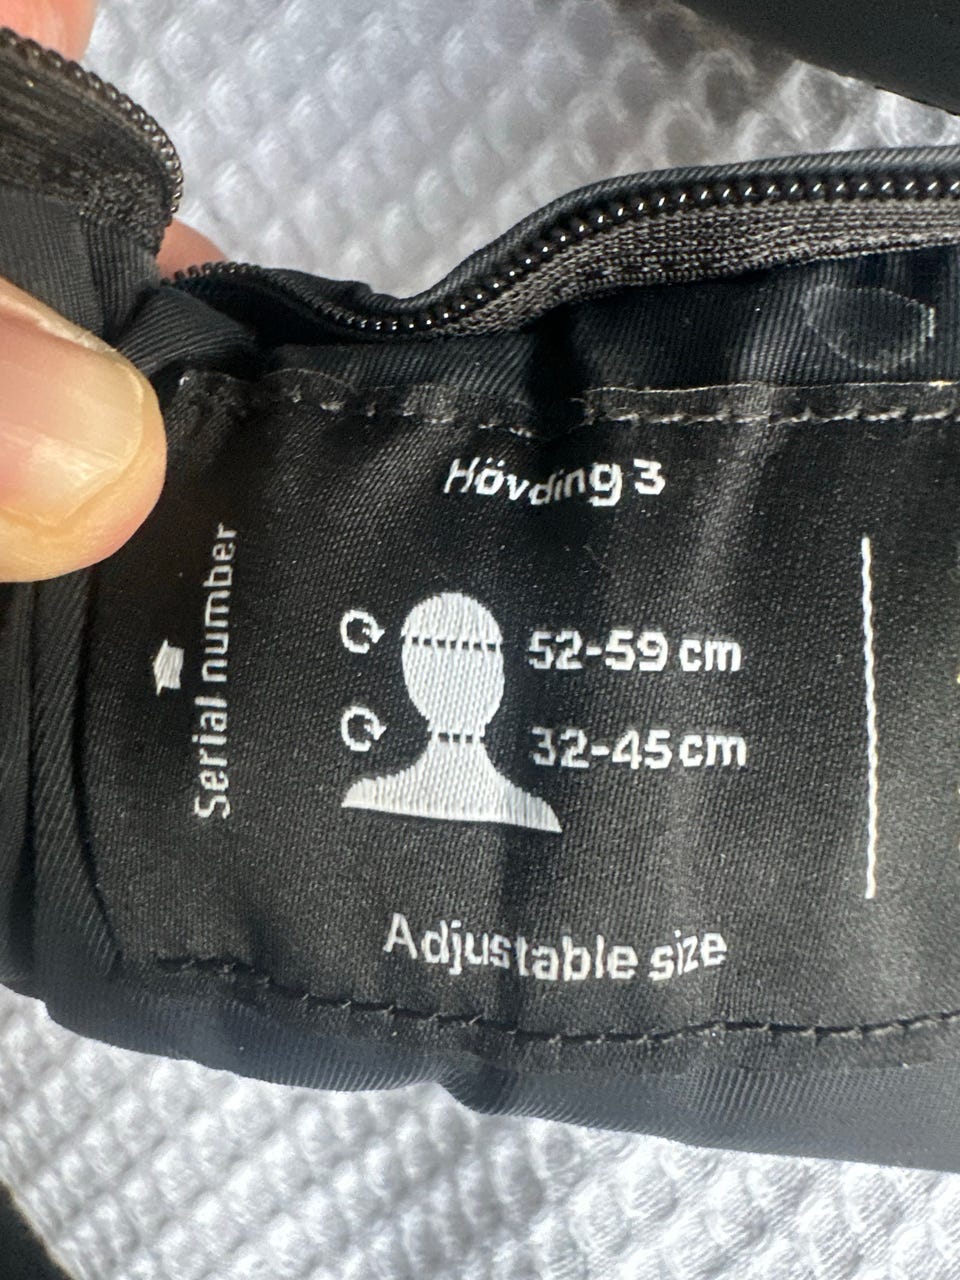 Hövding 3
Serial number
52-59 cm
32-45 cm
Adjustable size